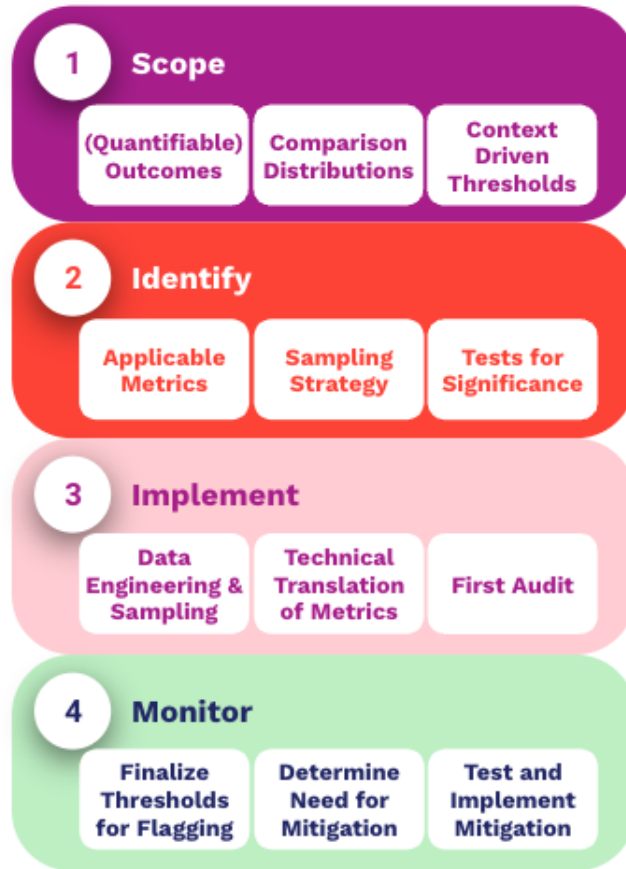 1 Scope
(Quantifiable)
Outcomes
Comparison
Distributions
Context
Driven
Thresholds
2 Identify
Applicable
Metrics
Sampling
Strategy
Tests for
Significance
3 Implement
Data
Engineering &
Sampling
Technical
Translation
of Metrics
First Audit
4 Monitor
Finalize
Thresholds
for Flagging
Determine
Need for
Mitigation
Test and
Implement
Mitigation